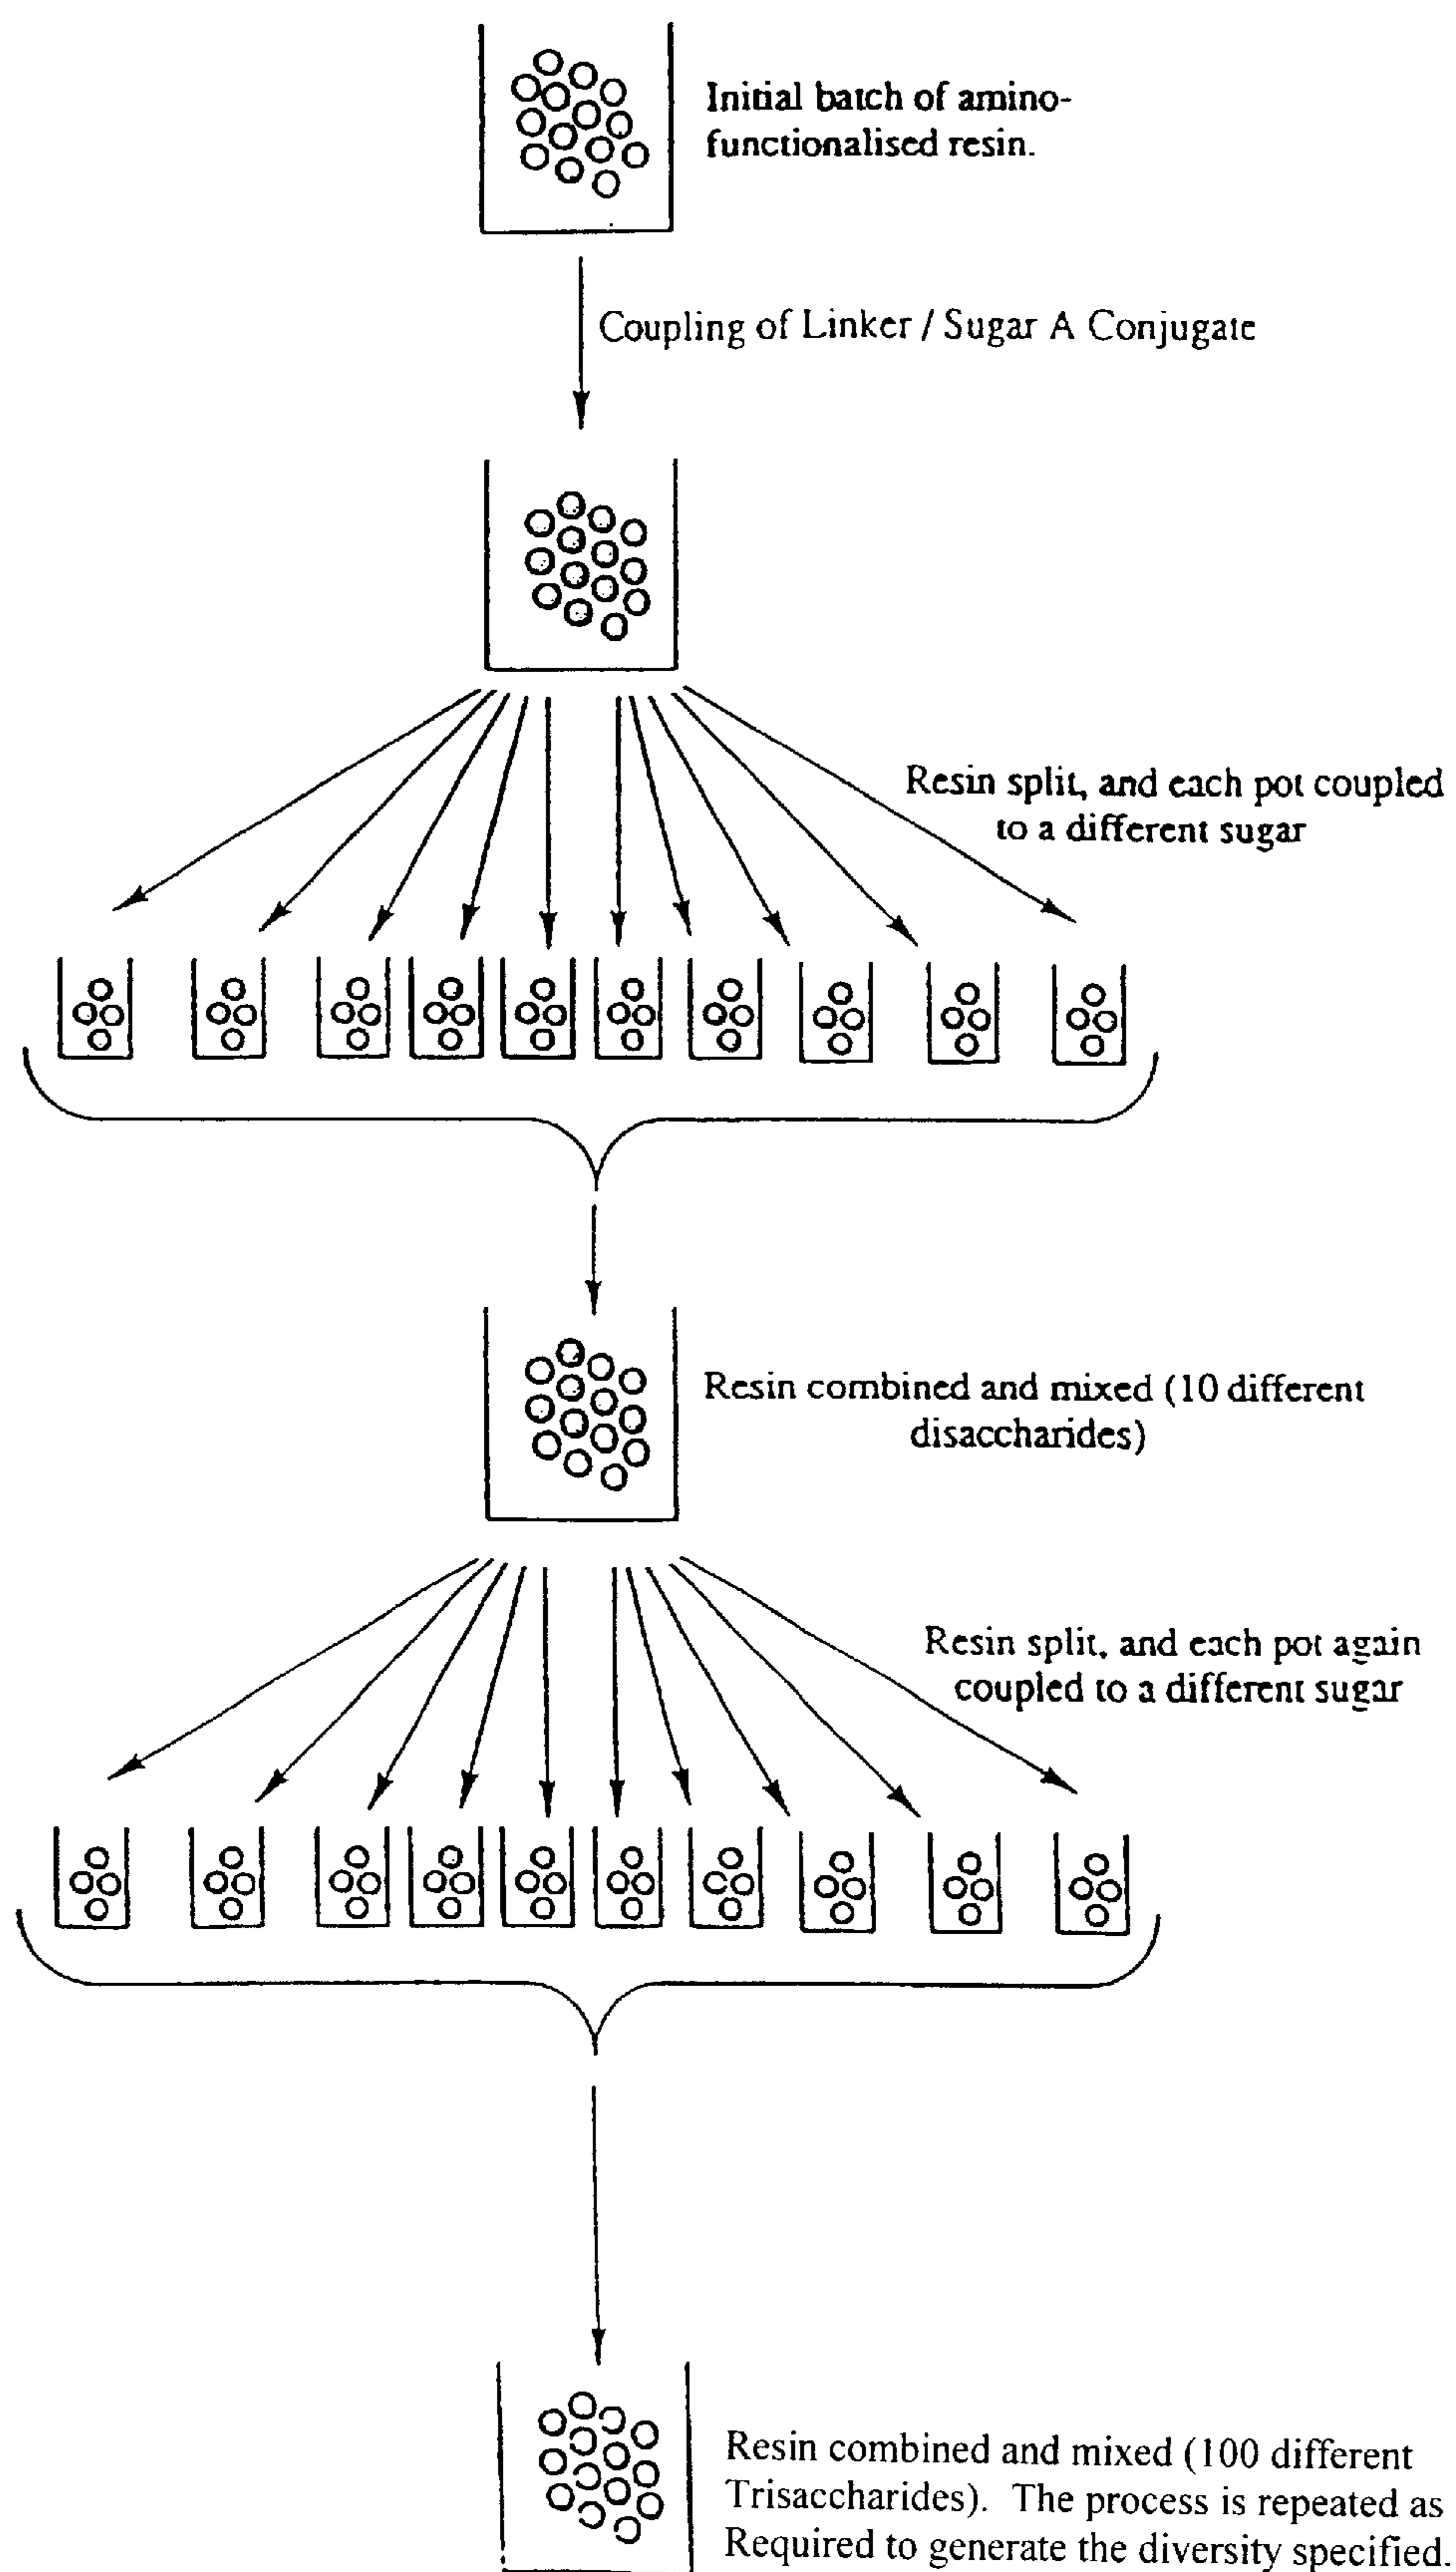 Initial batch of amino-
functionalised resin.
Coupling of Linker / Sugar A Conjugate
Resin split, and each pot coupled
to a different sugar
Resin combined and mixed (10 different
disaccharides)
Resin split, and each pot again
coupled to a different sugar
Resin combined and mixed (100 different
Trisaccharides). The process is repeated as
Required to generate the diversity specified.